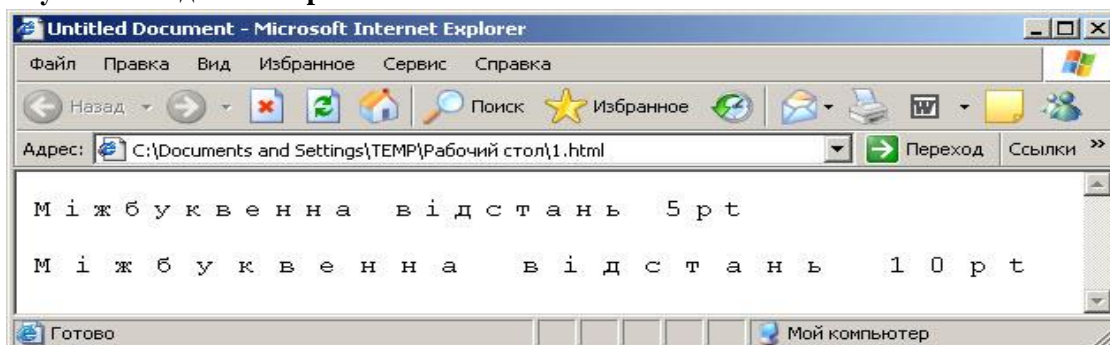 Untitled Document - Microsoft Internet Explorer
Файл Правка Вид Избранное Сервис Справка
Назад Поиск Избранное
Адрес: C:\Documents and Settings\TEMP\Рабочий стол\1.html Переход Ссылки »
Міжбуквенна відстань 5pt
Міжбуквенна відстань 10pt
Готово Мой компьютер